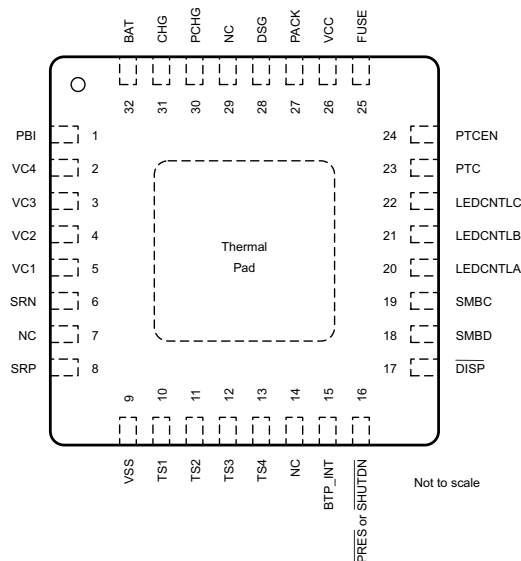 BAT CHG PCHG NC DSG PACK VCC FUSE
32 31 30 29 28 27 26 25
PBI 1 24 PTCEN
VC4 2 23 PTC
VC3 3 22 LEDCNTLC
VC2 4 21 LEDCNTLB
Thermal
Pad
VC1 5 20 LEDCNTLA
SRN 6 19 SMBC
NC 7 18 SMBD
SRP 8 17 DISP
9 10 11 12 13 14 15 16
VSS TS1 TS2 TS3 TS4 NC BTP_INT PRES or SHUTDN
Not to scale